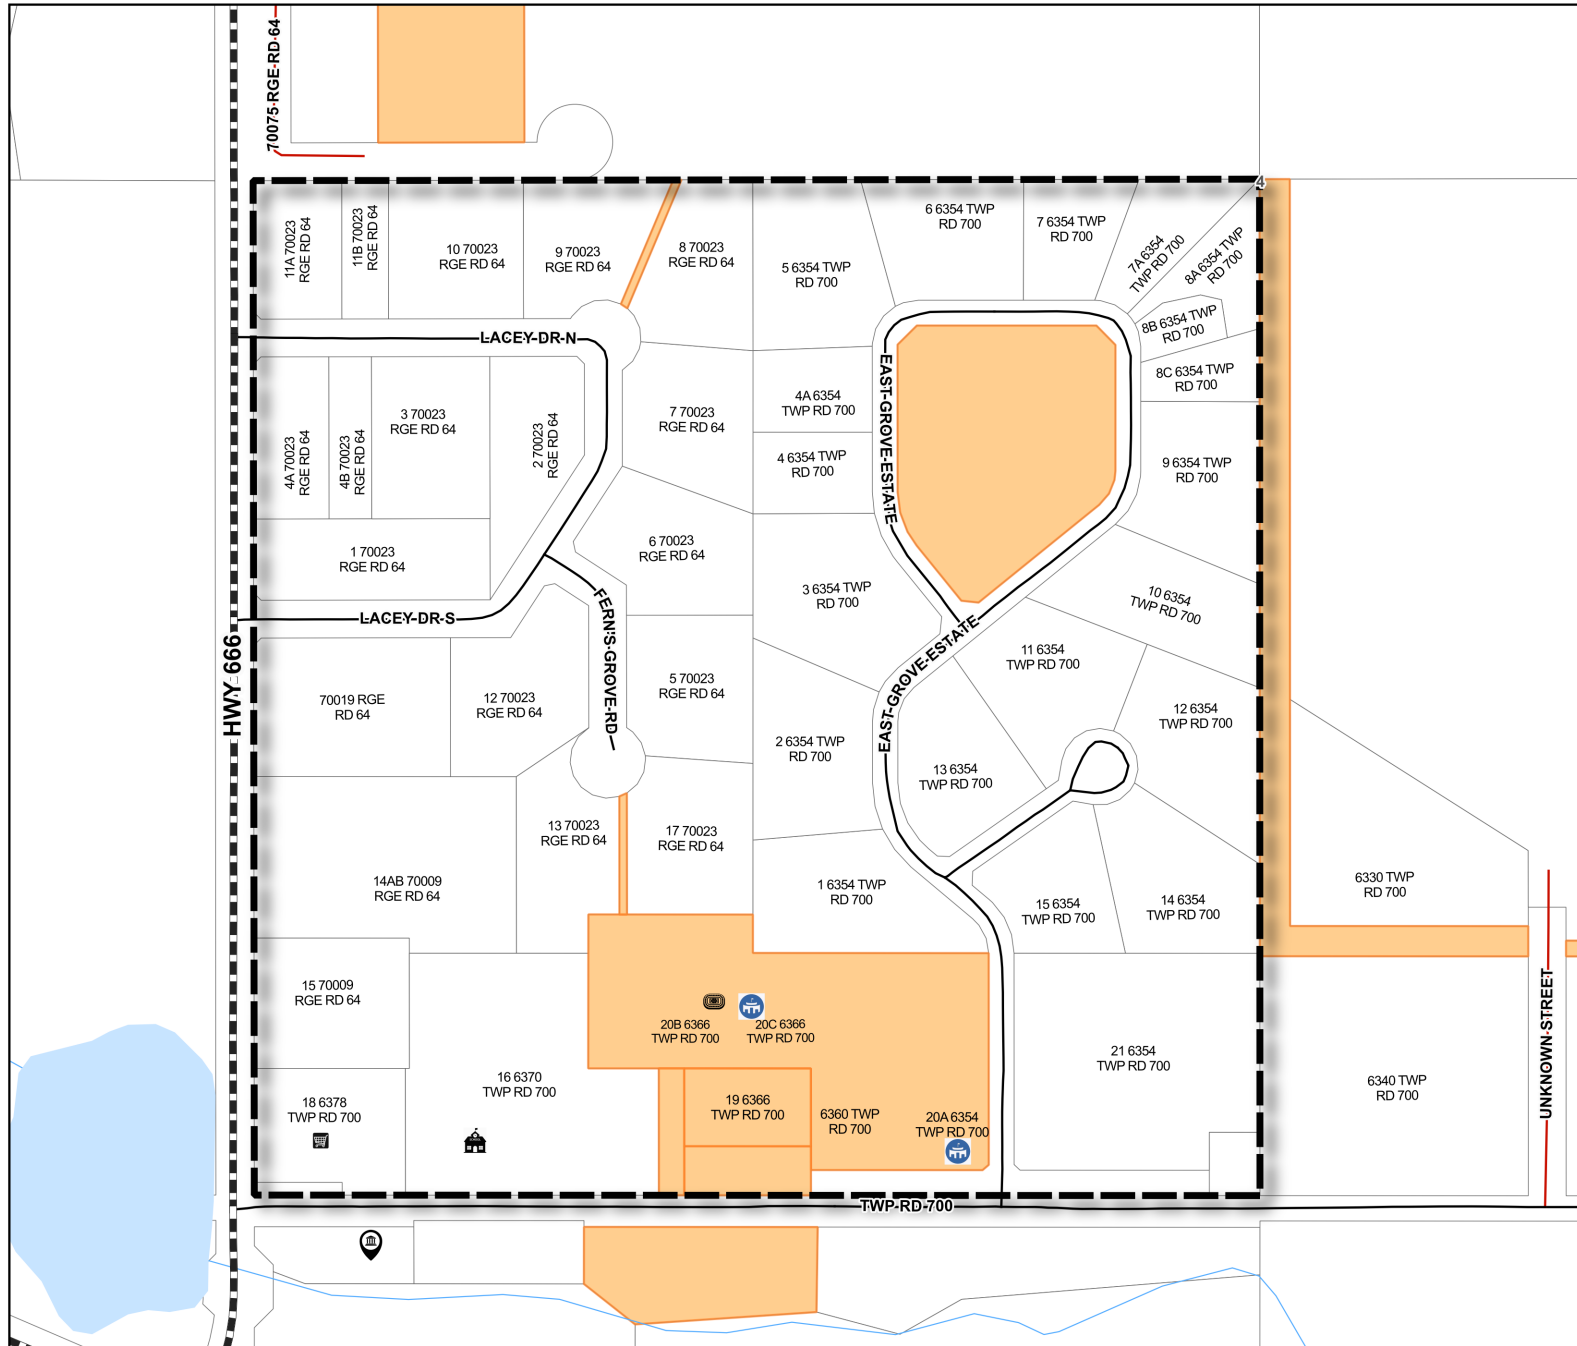 70075 RGE RD 64
4
11A 70023
RGE RD 64
11B 70023
RGE RD 64
10 70023
RGE RD 64
9 70023
RGE RD 64
8 70023
RGE RD 64
5 6354 TWP
RD 700
6 6354 TWP
RD 700
7 6354 TWP
RD 700
7A 6354
TWP RD 700
8A 6354 TWP
RD 700
8B 6354 TWP
RD 700
8C 6354 TWP
RD 700
LACEY DR N
EAST GROVE ESTATE
4A 70023
RGE RD 64
4B 70023
RGE RD 64
3 70023
RGE RD 64
2 70023
RGE RD 64
7 70023
RGE RD 64
4A 6354
TWP RD 700
4 6354 TWP
RD 700
9 6354 TWP
RD 700
1 70023
RGE RD 64
6 70023
RGE RD 64
3 6354 TWP
RD 700
10 6354
TWP RD 700
LACEY DR S
FERN'S GROVE RD
EAST GROVE ESTATE
HWY 666
11 6354
TWP RD 700
70019 RGE
RD 64
12 70023
RGE RD 64
5 70023
RGE RD 64
2 6354 TWP
RD 700
12 6354
TWP RD 700
13 6354
TWP RD 700
13 70023
RGE RD 64
17 70023
RGE RD 64
14AB 70009
RGE RD 64
1 6354 TWP
RD 700
15 6354
TWP RD 700
14 6354
TWP RD 700
6330 TWP
RD 700
15 70009
RGE RD 64
20B 6366
TWP RD 700
20C 6366
TWP RD 700
21 6354
TWP RD 700
UNKNOWN STREET
16 6370
TWP RD 700
18 6378
TWP RD 700
19 6366
TWP RD 700
6360 TWP
RD 700
20A 6354
TWP RD 700
6340 TWP
RD 700
TWP RD 700